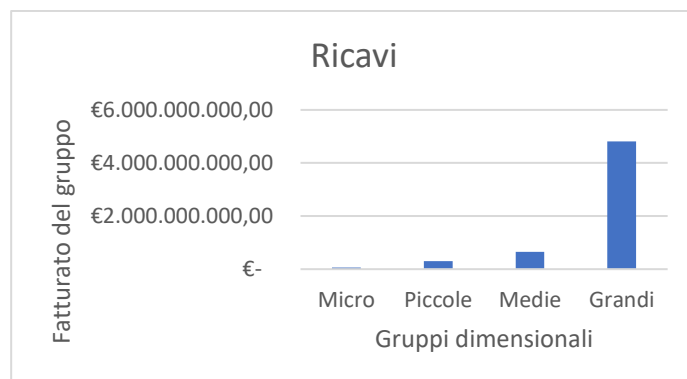 Ricavi
Fatturato del gruppo
€6.000.000.000,00
€4.000.000.000,00
€2.000.000.000,00
€-
Micro Piccole Medie Grandi
Gruppi dimensionali